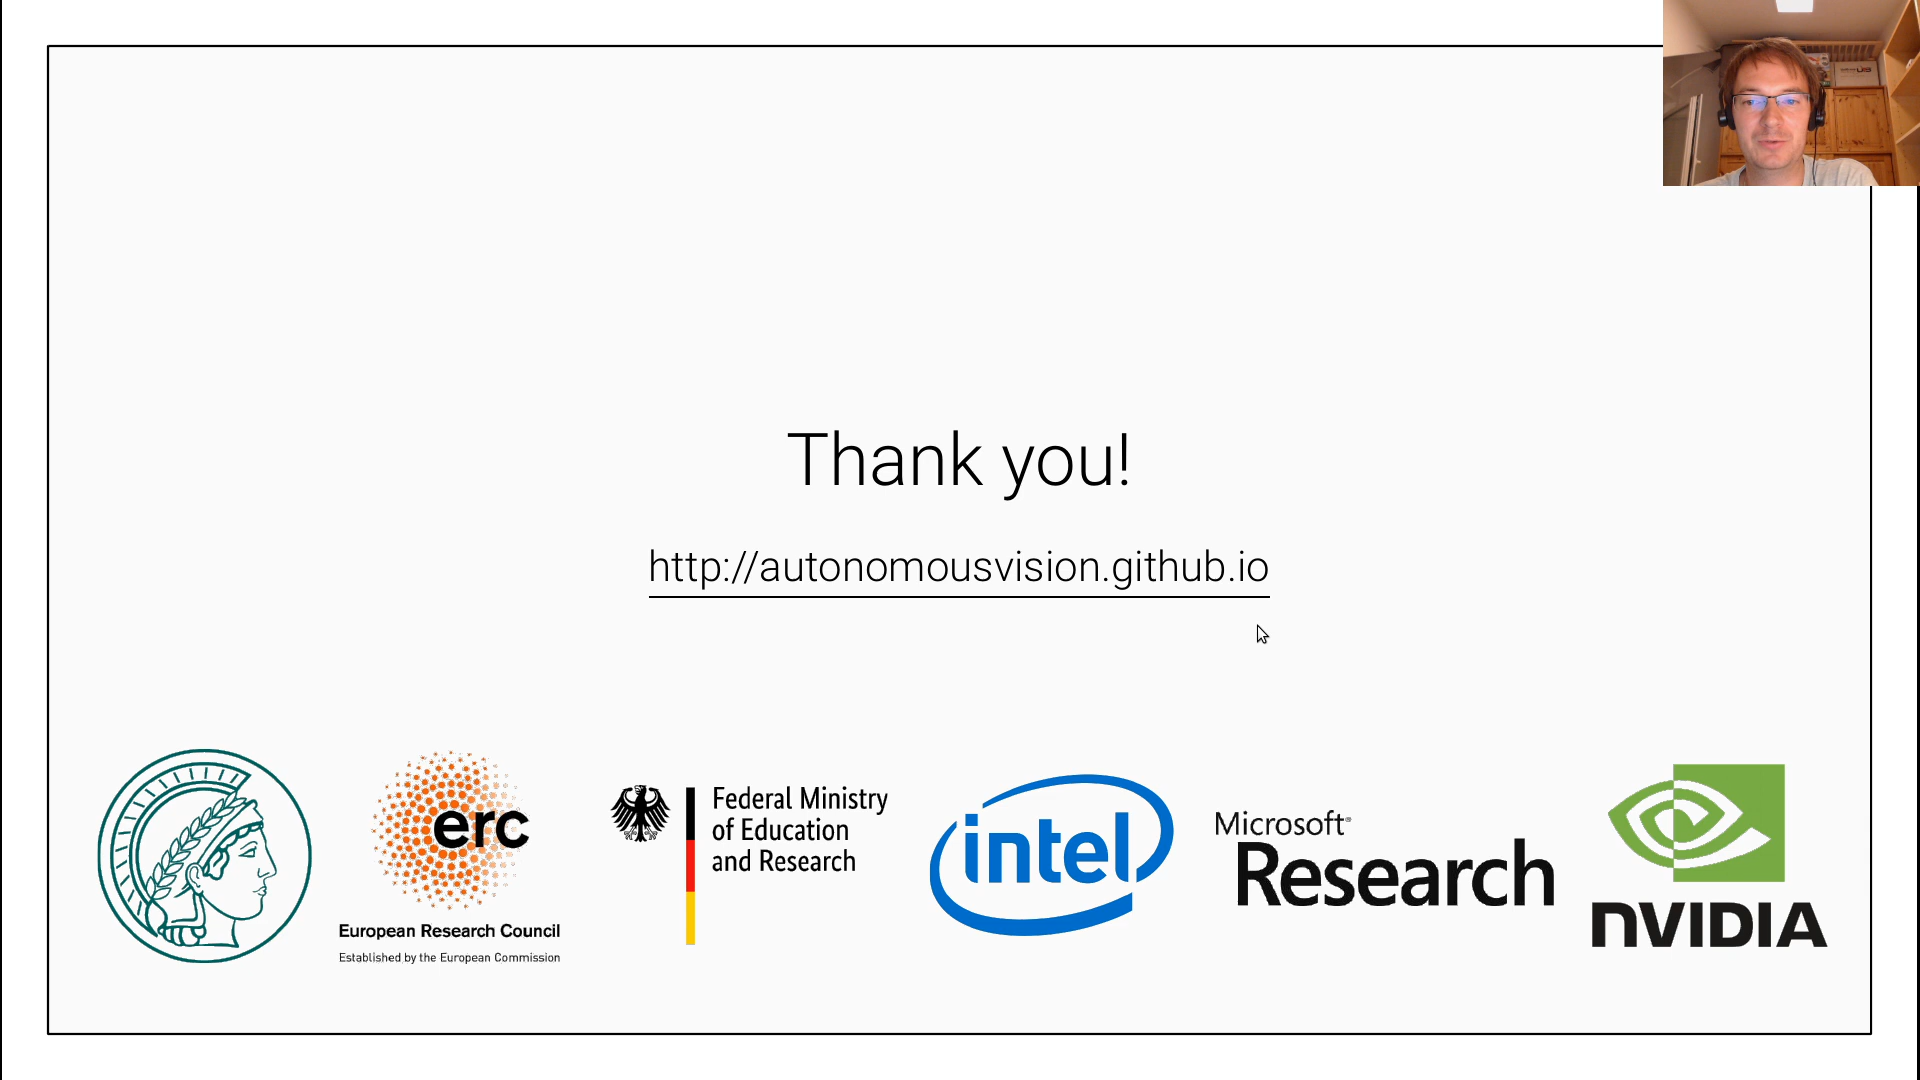 Thank you!
http://autonomousvision.github.io
erc
European Research Council
Established by the European Commission
Federal Ministry
of Education
and Research
intel
Microsoft®
Research
NVIDIA